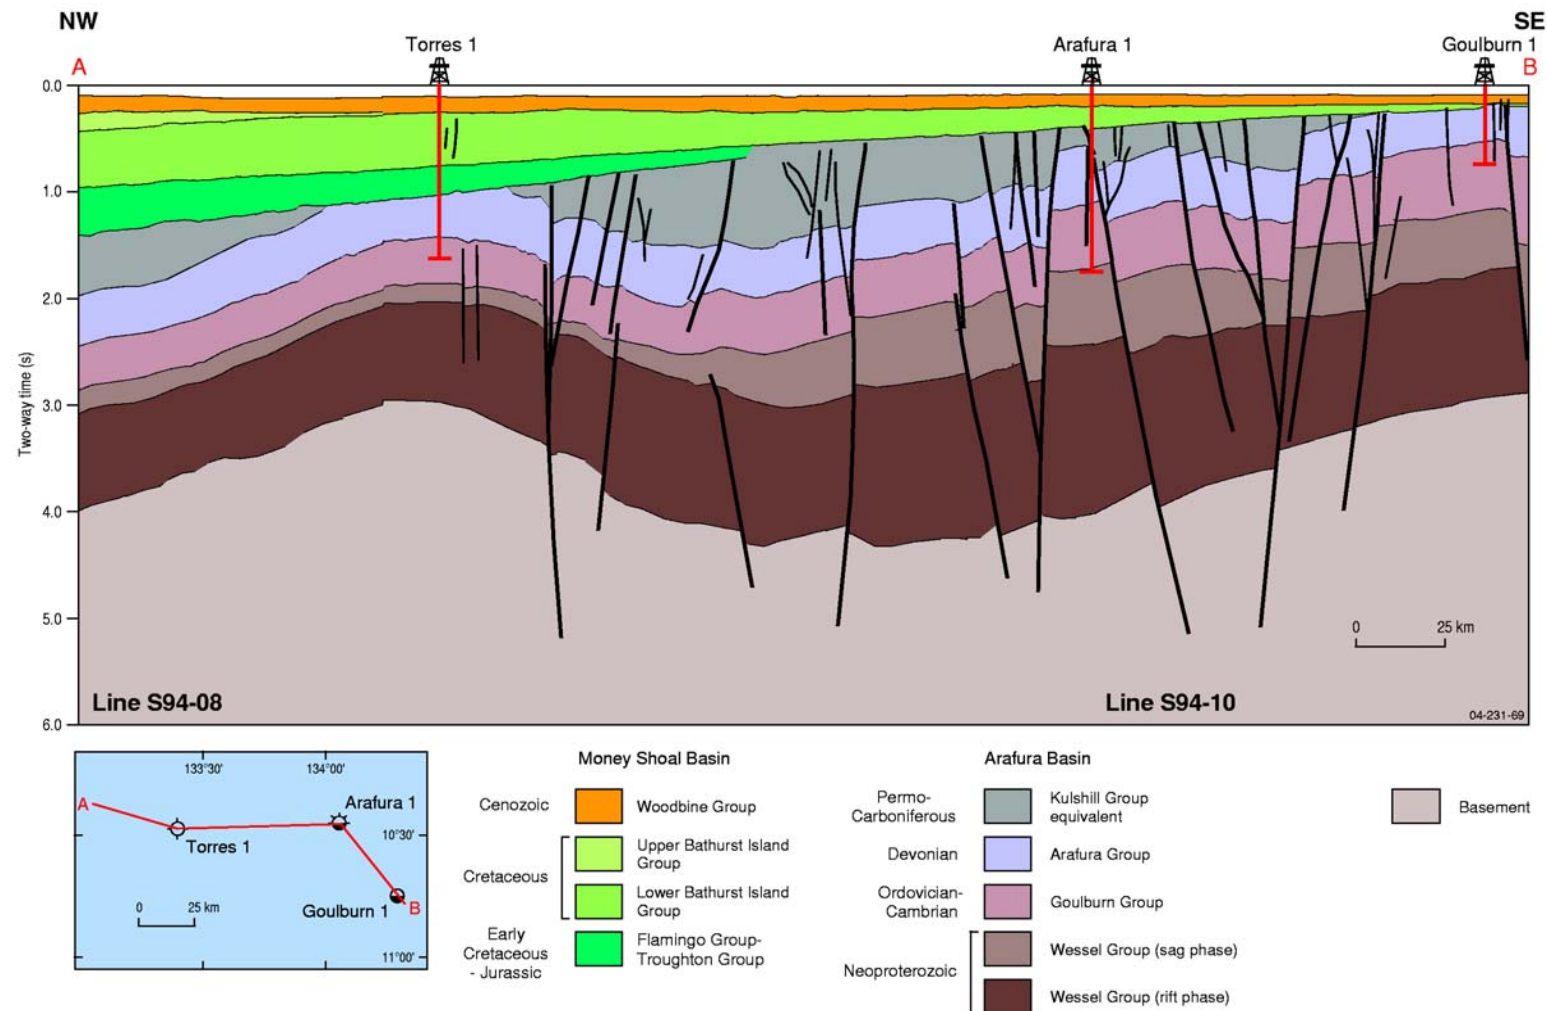 NW
SE
Torres 1
Arafura 1
Goulburn 1
A
B
0.0
1.0
2.0
3.0
4.0
5.0
6.0
Two-way time (s)
0 25 km
Line S94-08
Line S94-10
04-231-69
133°30'
134°00'
A
Arafura 1
10°30'
Torres 1
0 25 km
Goulburn 1
B
11°00'
Money Shoal Basin
Cenozoic
Woodbine Group
Cretaceous
Upper Bathurst Island
Group
Lower Bathurst Island
Group
Early
Cretaceous
- Jurassic
Flamingo Group-
Troughton Group
Arafura Basin
Permo-
Carboniferous
Kulshill Group
equivalent
Devonian
Arafura Group
Ordovician-
Cambrian
Goulburn Group
Neoproterozoic
Wessel Group (sag phase)
Wessel Group (rift phase)
Basement